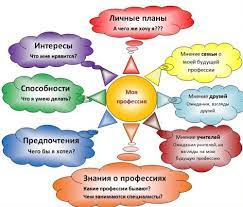 Личные планы
А чего же хочу я???
Интересы
Что мне нравится?
Мнение семьи о
моей будущей
профессии
Способности
Что я умею делать?
Моя
профессия
Мнение друзей
Ожидания, взгляды
друзей
Предпочтения
Чего бы я хотел?
Мнение учителей
Ожидания учителей, их
взгляды на мою
будущую профессию
Знания о профессиях
Какие профессии бывают?
Чем занимаются специалисты?